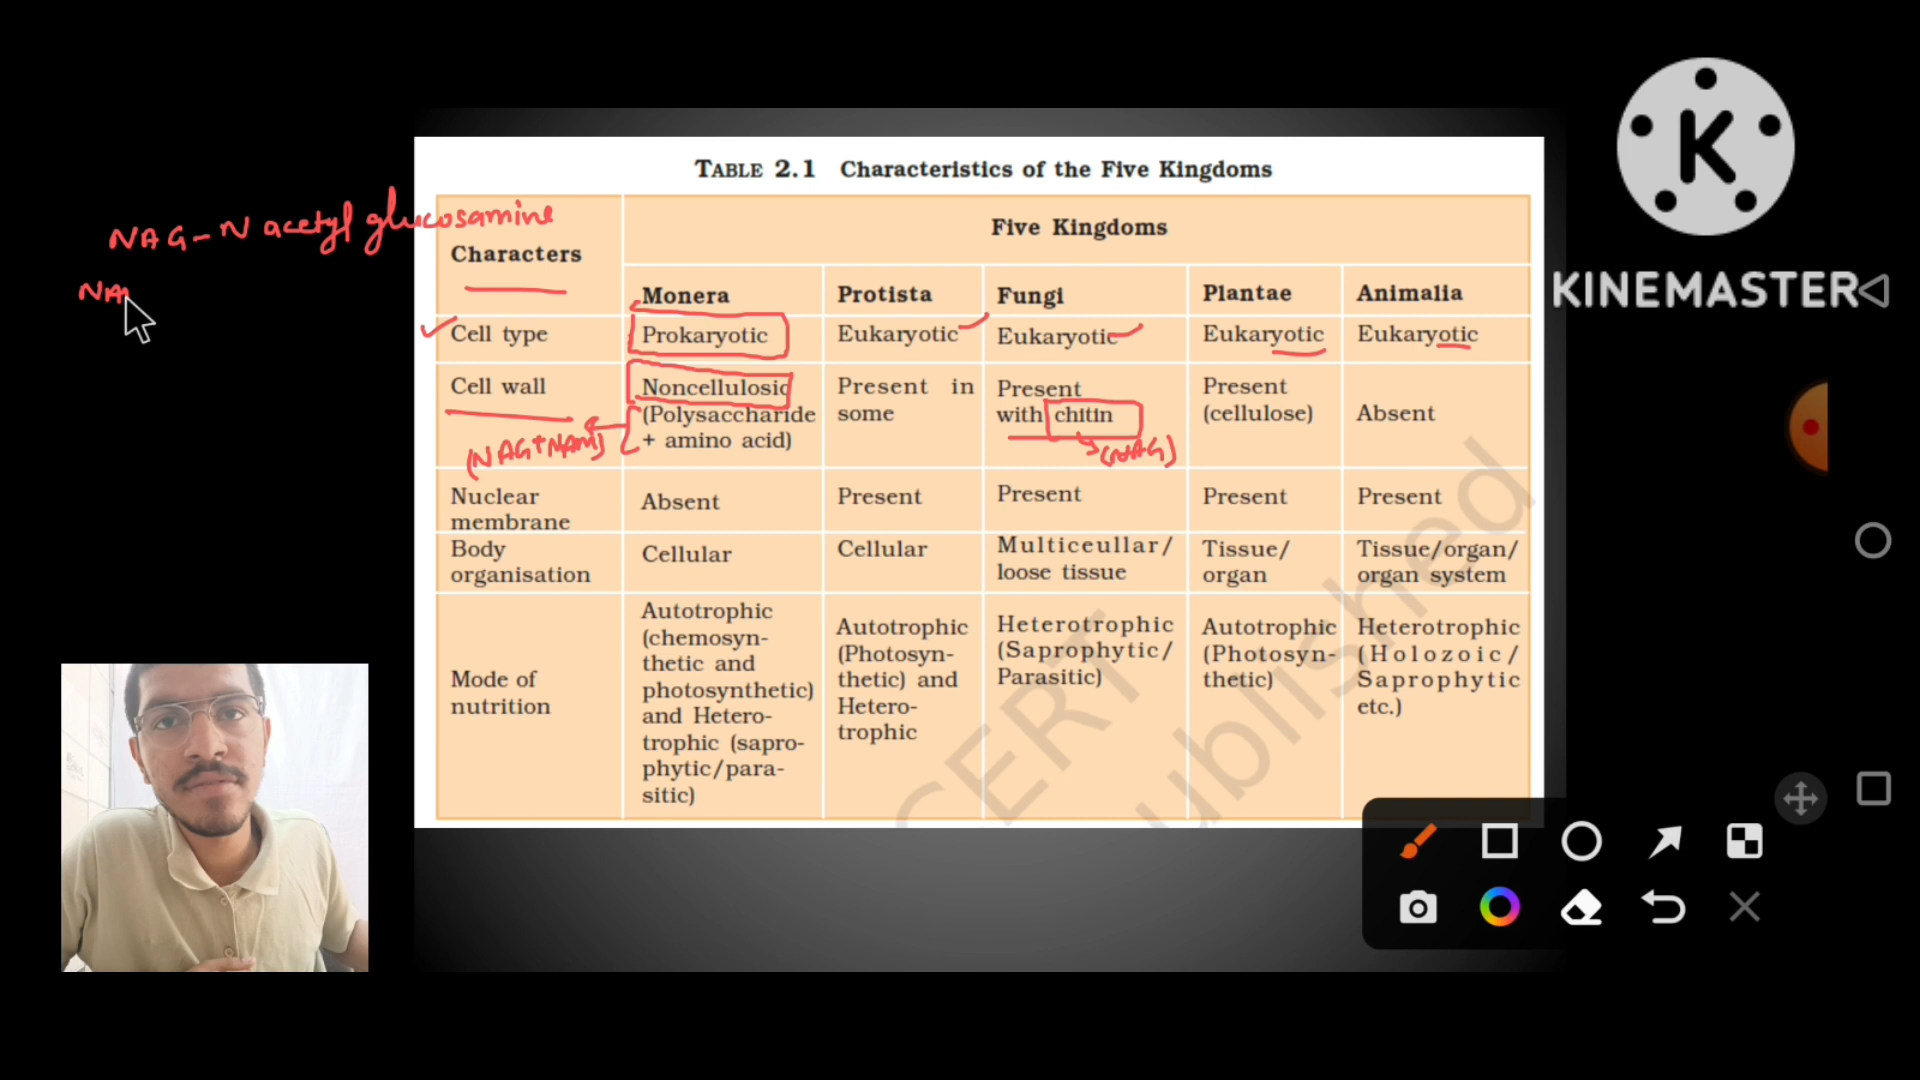 TABLE 2.1 Characteristics of the Five Kingdoms
NAG - N acetyl glucosamine
NA
KINEMASTER
Characters
Five Kingdoms
Monera Protista Fungi Plantae Animalia
Cell type Prokaryotic Eukaryotic Eukaryotic Eukaryotic Eukaryotic
Cell wall
Noncellulosic
(Polysaccharide
+ amino acid)
(NAG+NAM)
Present in
some
Present
with chitin
(NAG)
Present
(cellulose)
Absent
Nuclear
membrane
Absent
Present
Present
Present
Present
Body
organisation
Cellular
Cellular
Multiceullar/
loose tissue
Tissue/
organ
Tissue/organ/
organ system
Mode of
nutrition
Autotrophic
(chemosyn-
thetic and
photosynthetic)
and Hetero-
trophic (sapro-
phytic/para-
sitic)
Autotrophic
(Photosyn-
thetic) and
Hetero-
trophic
Heterotrophic
(Saprophytic/
Parasitic)
Autotrophic
(Photosyn-
thetic)
Heterotrophic
(Holozoic/
Saprophytic
etc.)
CERT
ublished